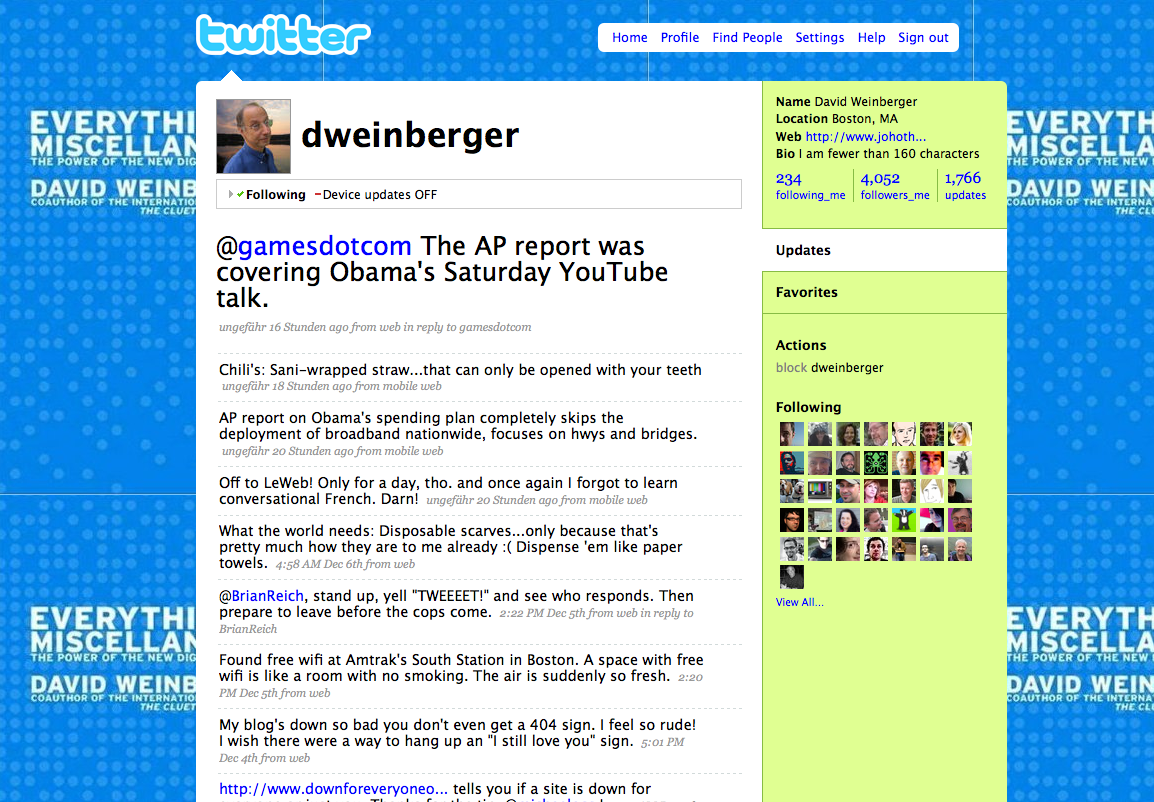 twitter
Home Profile Find People Settings Help Sign out
EVERYTHI
MISCELLAN
THE POWER OF THE NEW DIG
DAVID WEINB
COAUTHOR OF THE INTERNATIO
THE CLUET
dweinberger
Following Device updates OFF
@gamesdotcom The AP report was
covering Obama's Saturday YouTube
talk.
ungefähr 16 Stunden ago from web in reply to gamesdotcom
Chili's: Sani-wrapped straw...that can only be opened with your teeth
ungefähr 18 Stunden ago from mobile web
AP report on Obama's spending plan completely skips the
deployment of broadband nationwide, focuses on hwys and bridges.
ungefähr 20 Stunden ago from mobile web
Off to LeWeb! Only for a day, tho. and once again I forgot to learn
conversational French. Darn! ungefähr 20 Stunden ago from mobile web
What the world needs: Disposable scarves...only because that's
pretty much how they are to me already :( Dispense 'em like paper
towels. 4:58 AM Dec 6th from web
@BrianReich, stand up, yell "TWEEEET!" and see who responds. Then
prepare to leave before the cops come. 2:22 PM Dec 5th from web in reply to
BrianReich
Found free wifi at Amtrak's South Station in Boston. A space with free
wifi is like a room with no smoking. The air is suddenly so fresh. 2:20
PM Dec 5th from web
My blog's down so bad you don't even get a 404 sign. I feel so rude!
I wish there were a way to hang up an "I still love you" sign. 5:01 PM
Dec 4th from web
http://www.downforeveryoneo... tells you if a site is down for
Name David Weinberger
Location Boston, MA
Web http://www.johoth...
Bio I am fewer than 160 characters
234 4,052 1,766
following_me followers_me updates
Updates
Favorites
Actions
block dweinberger
Following
View All...
EVERYTH
MISCELLAN
THE POWER OF THE NEW DIG
DAVID WEIN
COAUTHOR OF THE INTERNATIO
THE CLU
EVERYTHI
MISCELLAN
THE POWER OF THE NEW DIG
DAVID WEINB
COAUTHOR OF THE INTERNATIO
THE CLUET
EVERYTH
MISCELLAN
THE POWER OF THE NEW DIG
DAVID WEIN
COAUTHOR OF THE INTERNATIO
THE CLU